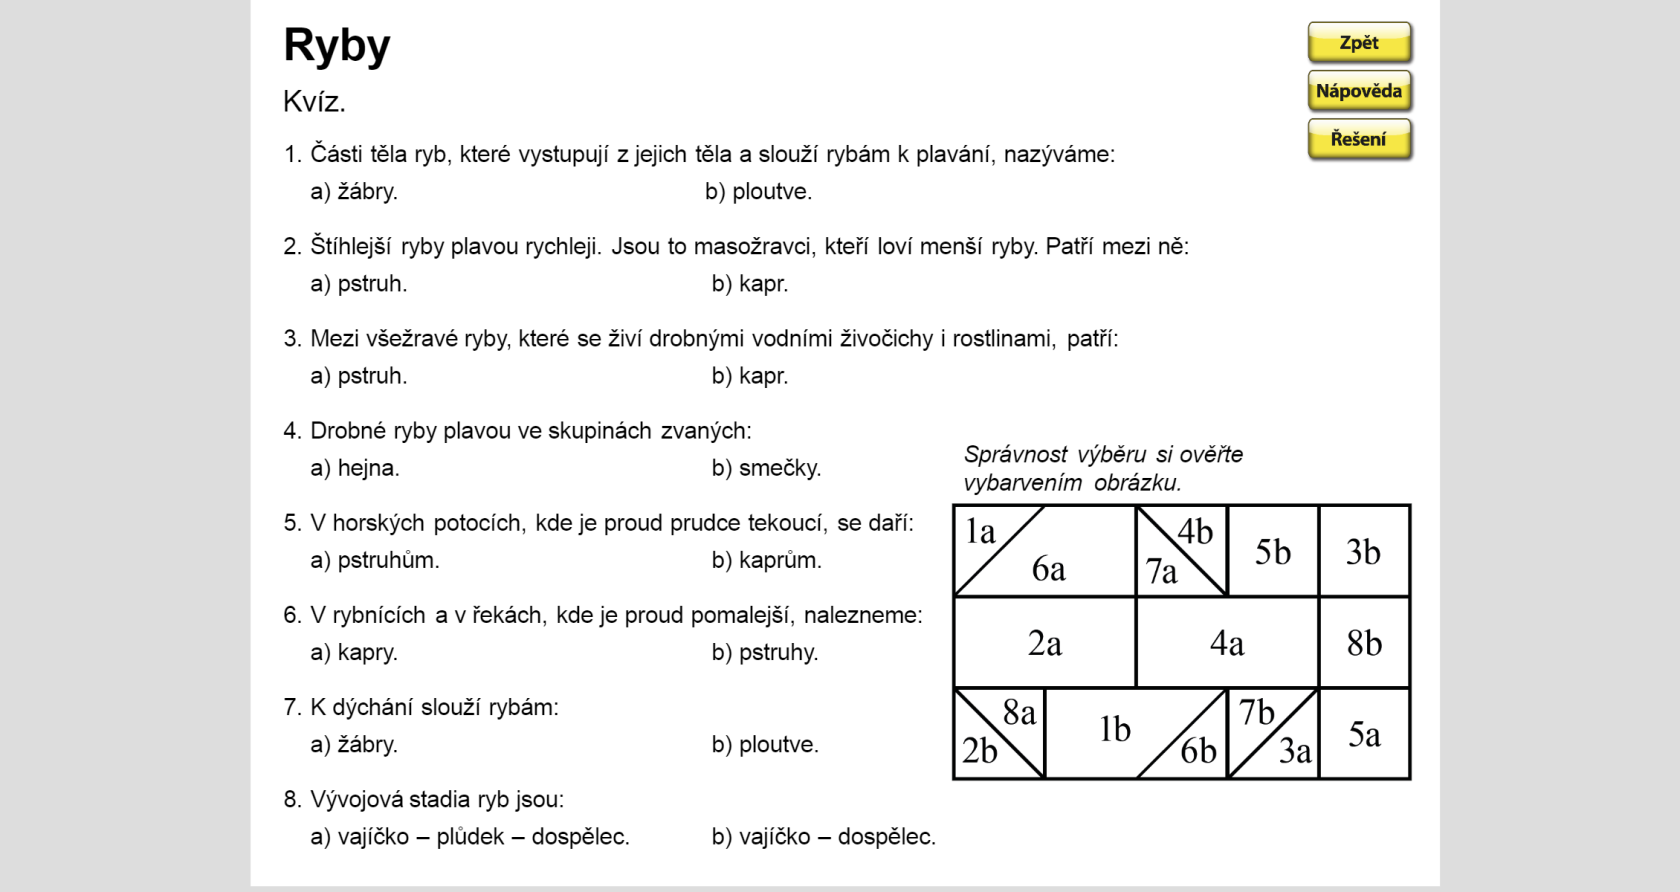 Ryby
Zpět
Nápověda
Řešení
Kvíz.
1. Části těla ryb, které vystupují z jejich těla a slouží rybám k plavání, nazýváme:
a) žábry. b) ploutve.
2. Štíhlejší ryby plavou rychleji. Jsou to masožravci, kteří loví menší ryby. Patří mezi ně:
a) pstruh. b) kapr.
3. Mezi všežravé ryby, které se živí drobnými vodními živočichy i rostlinami, patří:
a) pstruh. b) kapr.
4. Drobné ryby plavou ve skupinách zvaných:
a) hejna. b) smečky.
5. V horských potocích, kde je proud prudce tekoucí, se daří:
a) pstruhům. b) kaprům.
6. V rybnících a v řekách, kde je proud pomalejší, nalezneme:
a) kapry. b) pstruhy.
7. K dýchání slouží rybám:
a) žábry. b) ploutve.
8. Vývojová stadia ryb jsou:
a) vajíčko – plůdek – dospělec. b) vajíčko – dospělec.
Správnost výběru si ověřte
vybarvením obrázku.
1a 6a 7a 4b 5b 3b
2a 4a 8b
2b 8a 1b 6b 7b 3a 5a